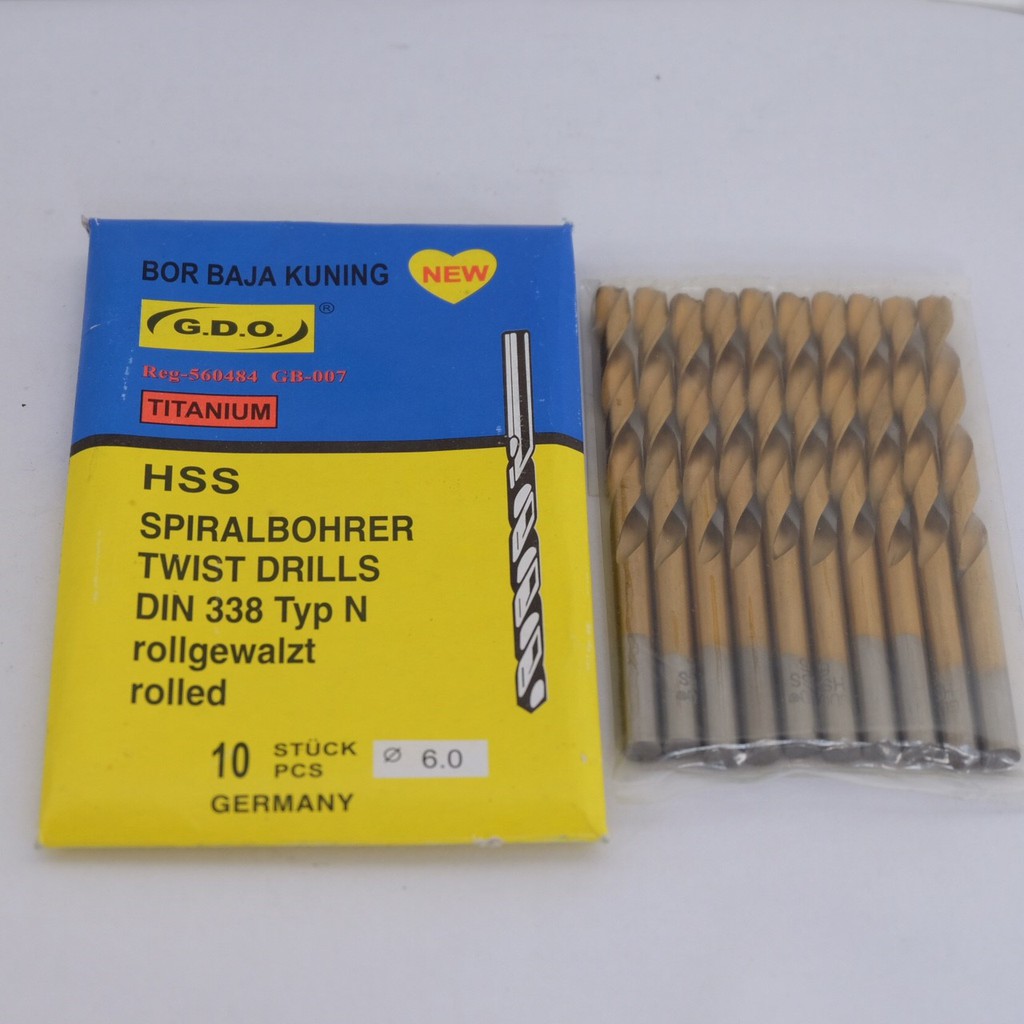 BOR BAJA KUNING
NEW
G.D.O. ®
Reg-560484 GB-007
TITANIUM
HSS
SPIRALBOHRER
TWIST DRILLS
DIN 338 Typ N
rollgewalzt
rolled
10 STÜCK
PCS
ø 6.0
GERMANY